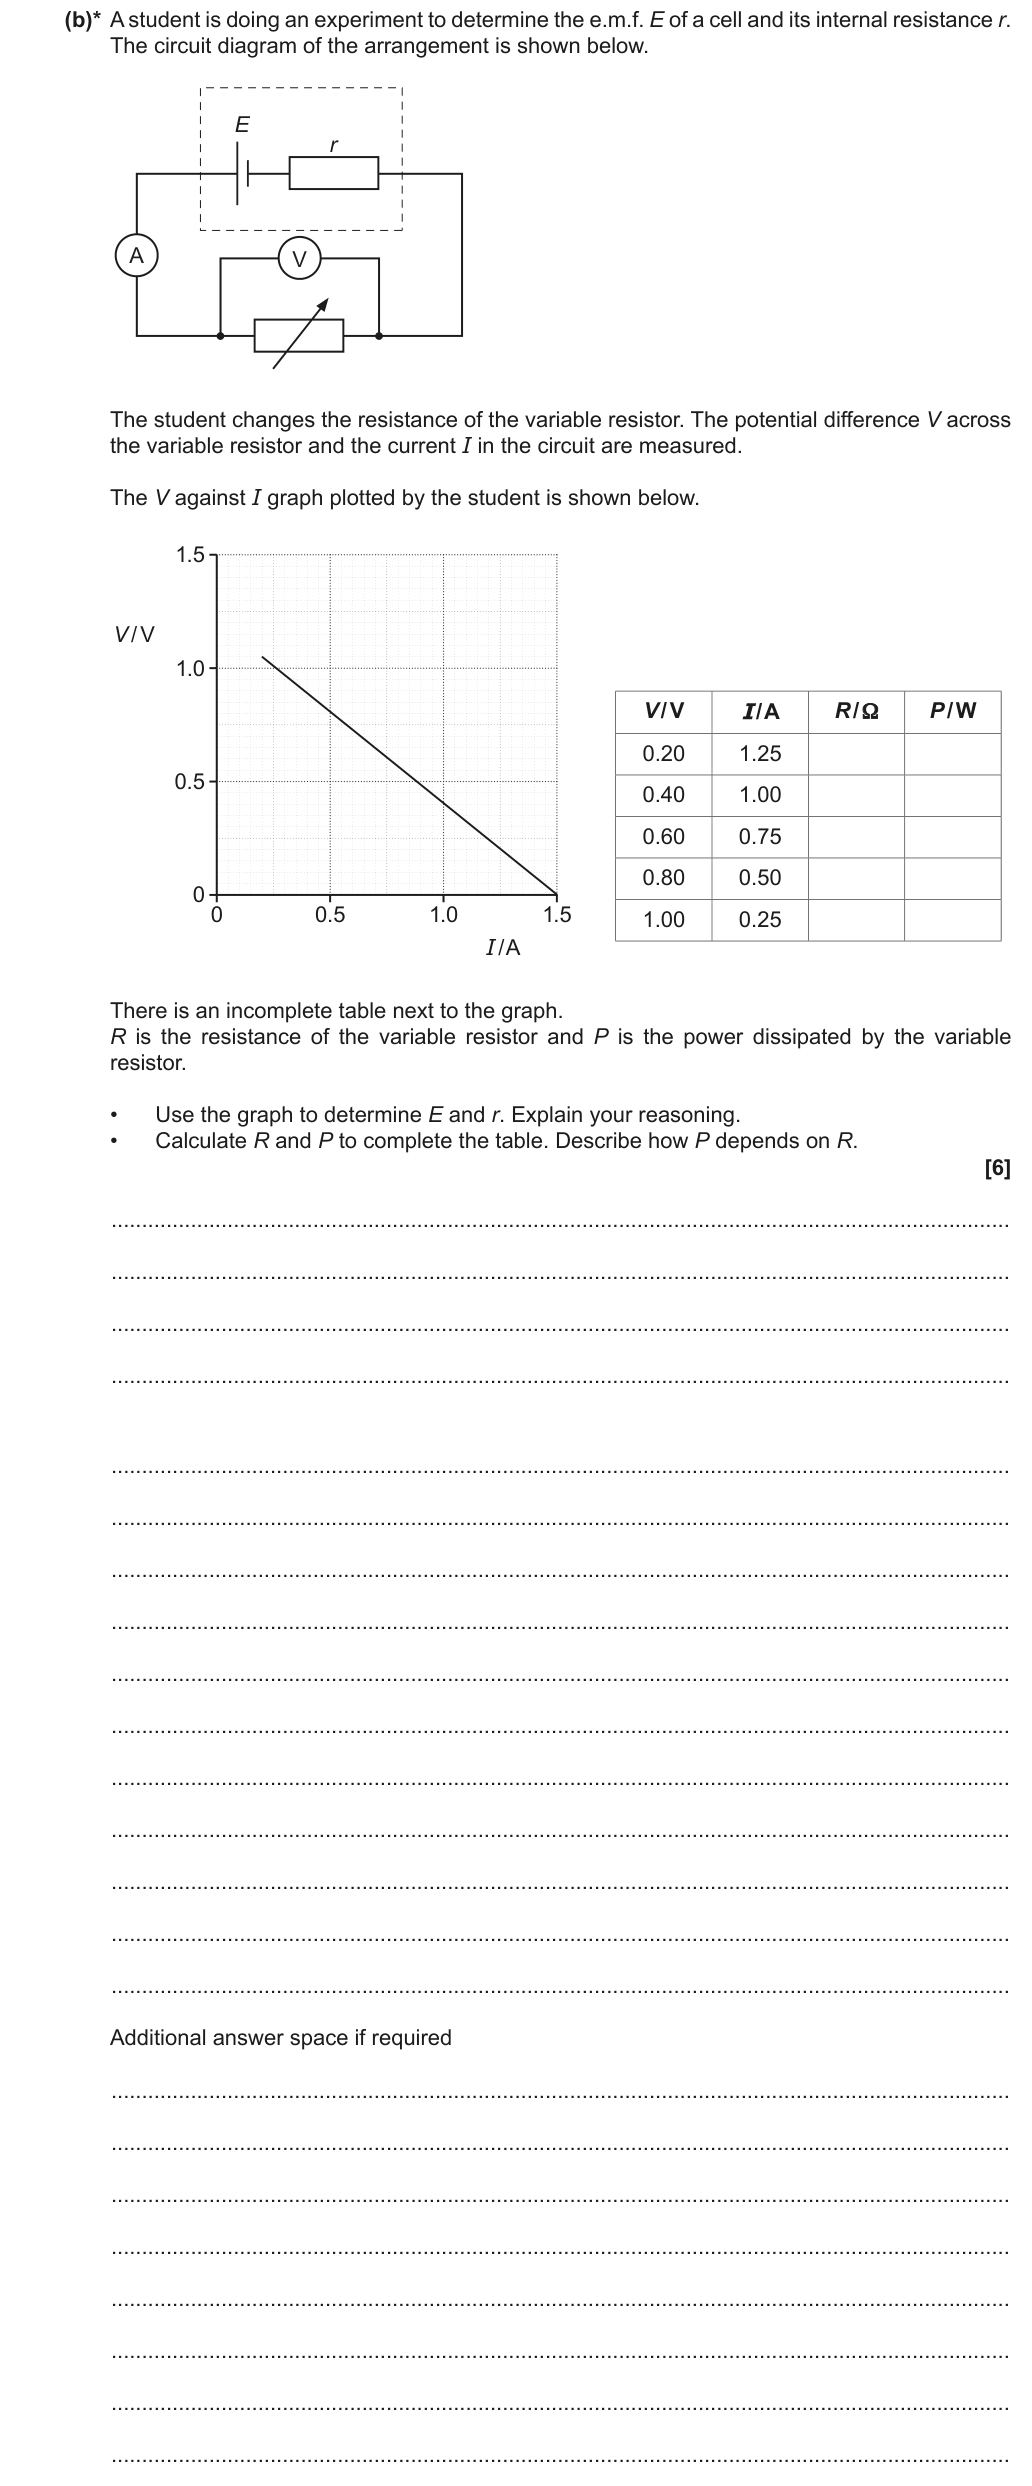 (b)* A student is doing an experiment to determine the e.m.f. E of a cell and its internal resistance r.
The circuit diagram of the arrangement is shown below.
E
r
A
V
The student changes the resistance of the variable resistor. The potential difference V across
the variable resistor and the current I in the circuit are measured.
The V against I graph plotted by the student is shown below.
1.5
V/V
1.0
0.5
0
0 0.5 1.0 1.5
I/A
V/V I/A R/Ω P/W
0.20 1.25
0.40 1.00
0.60 0.75
0.80 0.50
1.00 0.25
There is an incomplete table next to the graph.
R is the resistance of the variable resistor and P is the power dissipated by the variable
resistor.
• Use the graph to determine E and r. Explain your reasoning.
• Calculate R and P to complete the table. Describe how P depends on R.
[6]
Additional answer space if required